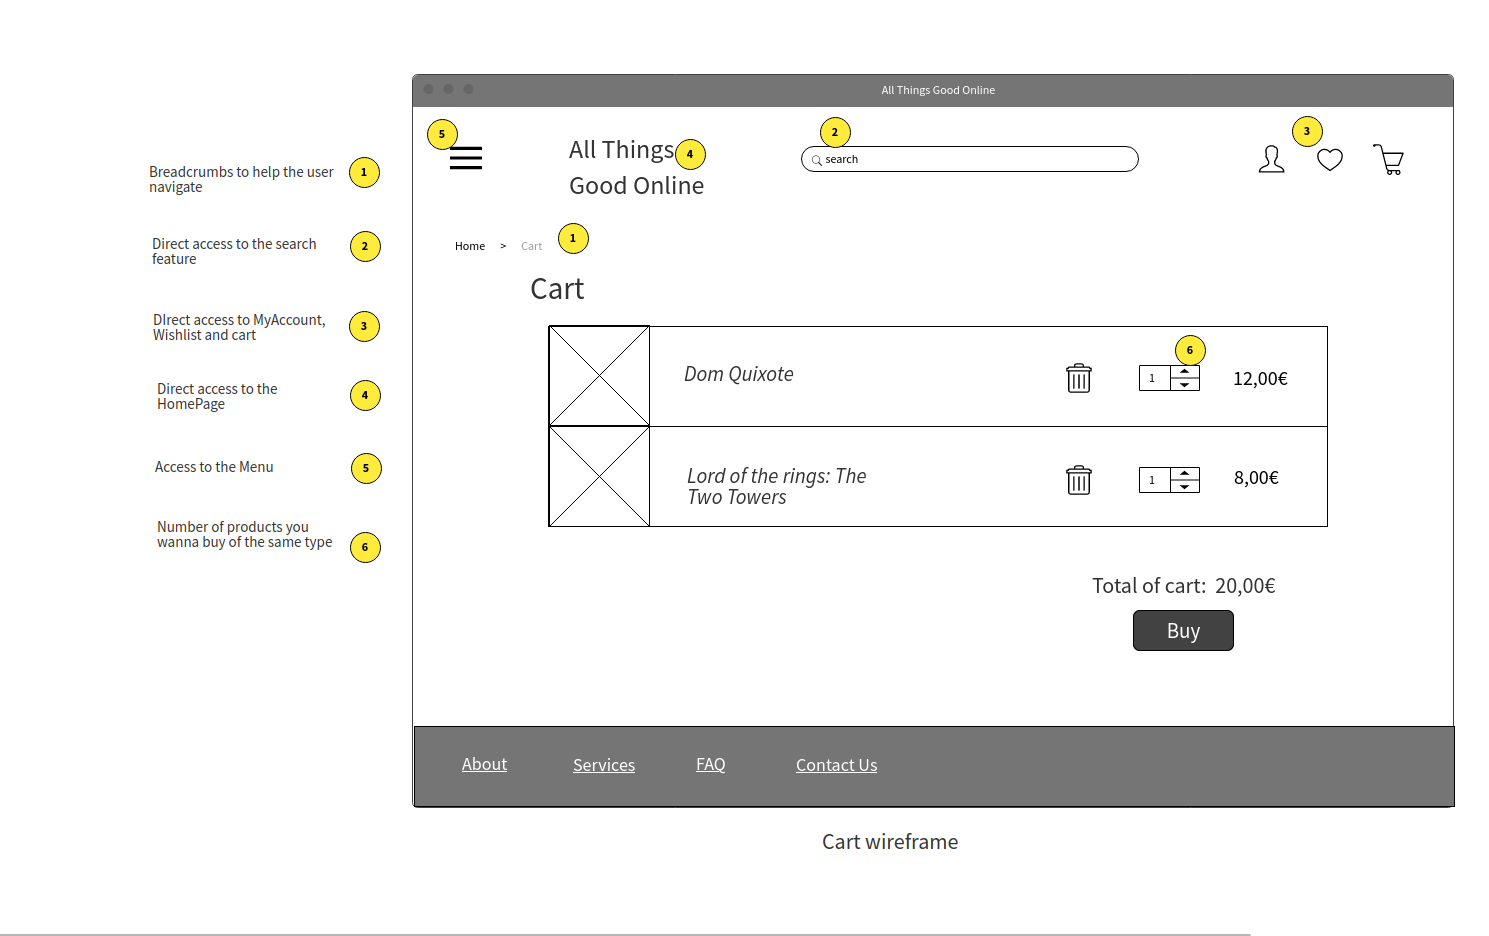 All Things Good Online
5
2
3
All Things
4
search
Good Online
Breadcrumbs to help the user
navigate
1
Home > Cart
1
Direct access to the search
feature
2
Cart
DIrect access to MyAccount,
Wishlist and cart
3
6
Dom Quixote
1
12,00€
Direct access to the
HomePage
4
Access to the Menu
5
Lord of the rings: The
Two Towers
1
8,00€
Number of products you
wanna buy of the same type
6
Total of cart: 20,00€
Buy
About Services FAQ Contact Us
Cart wireframe